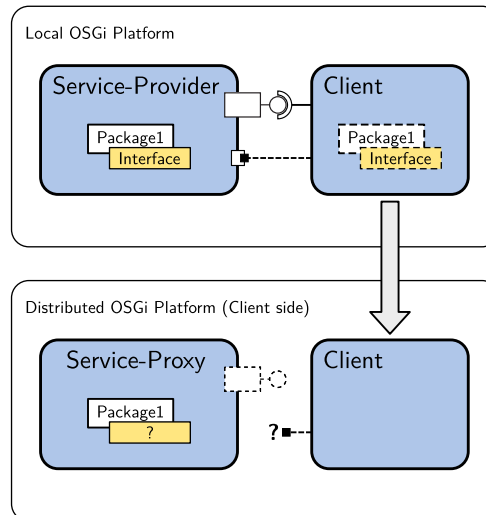 Local OSGi Platform
Service-Provider
Client
Package1
Interface
Package1
Interface
Distributed OSGi Platform (Client side)
Service-Proxy
Client
Package1
?
?